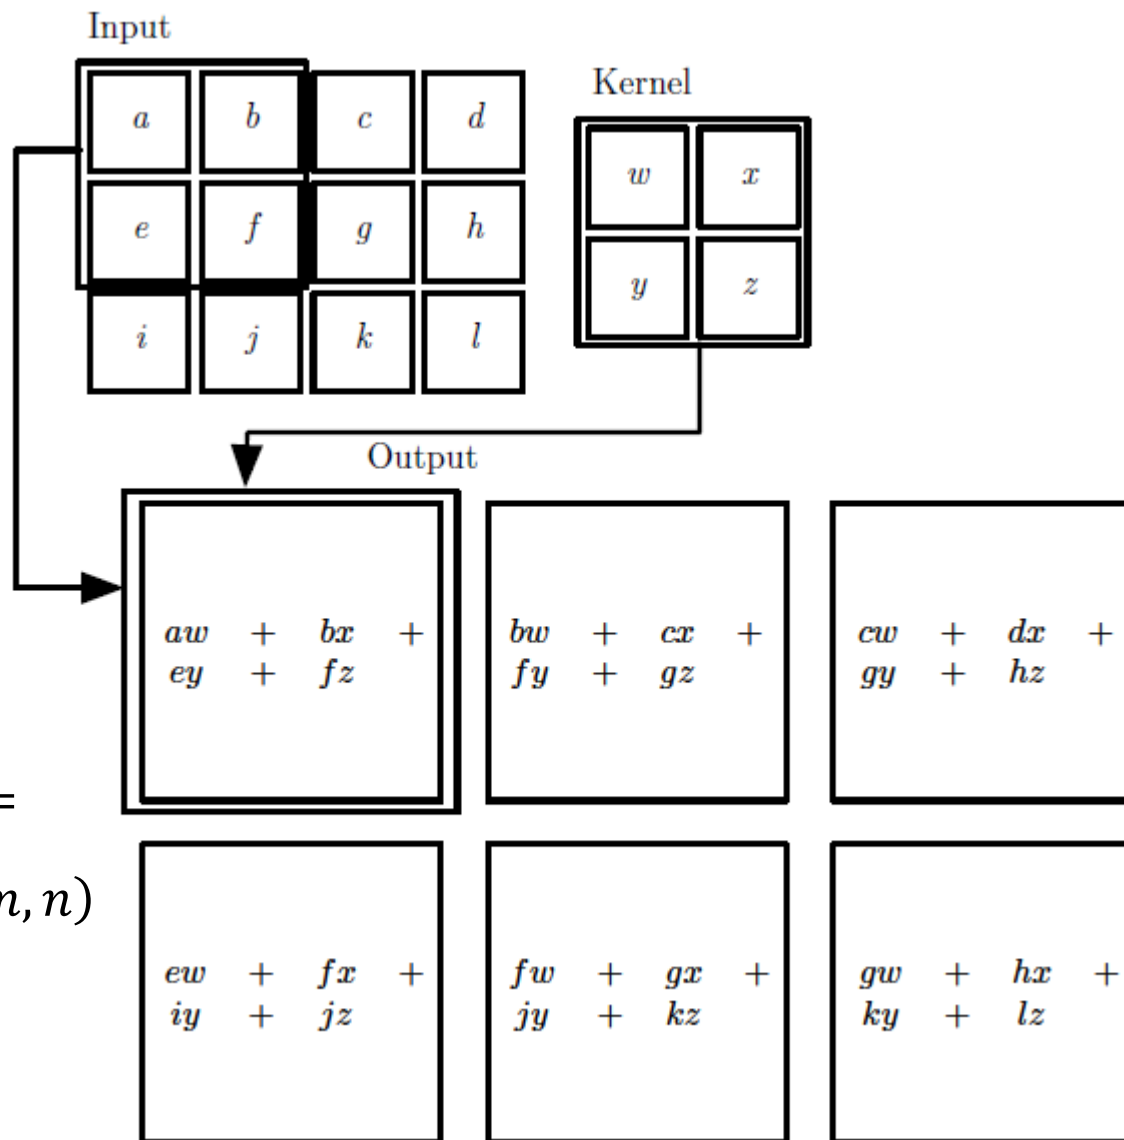 Input
a b c d
e f g h
i j k l
Kernel
w x
y z
Output
aw + bx +
ey + fz
bw + cx +
fy + gz
cw + dx +
gy + hz
=
, n)
ew + fx +
iy + jz
fw + gx +
jy + kz
gw + hx +
ky + lz